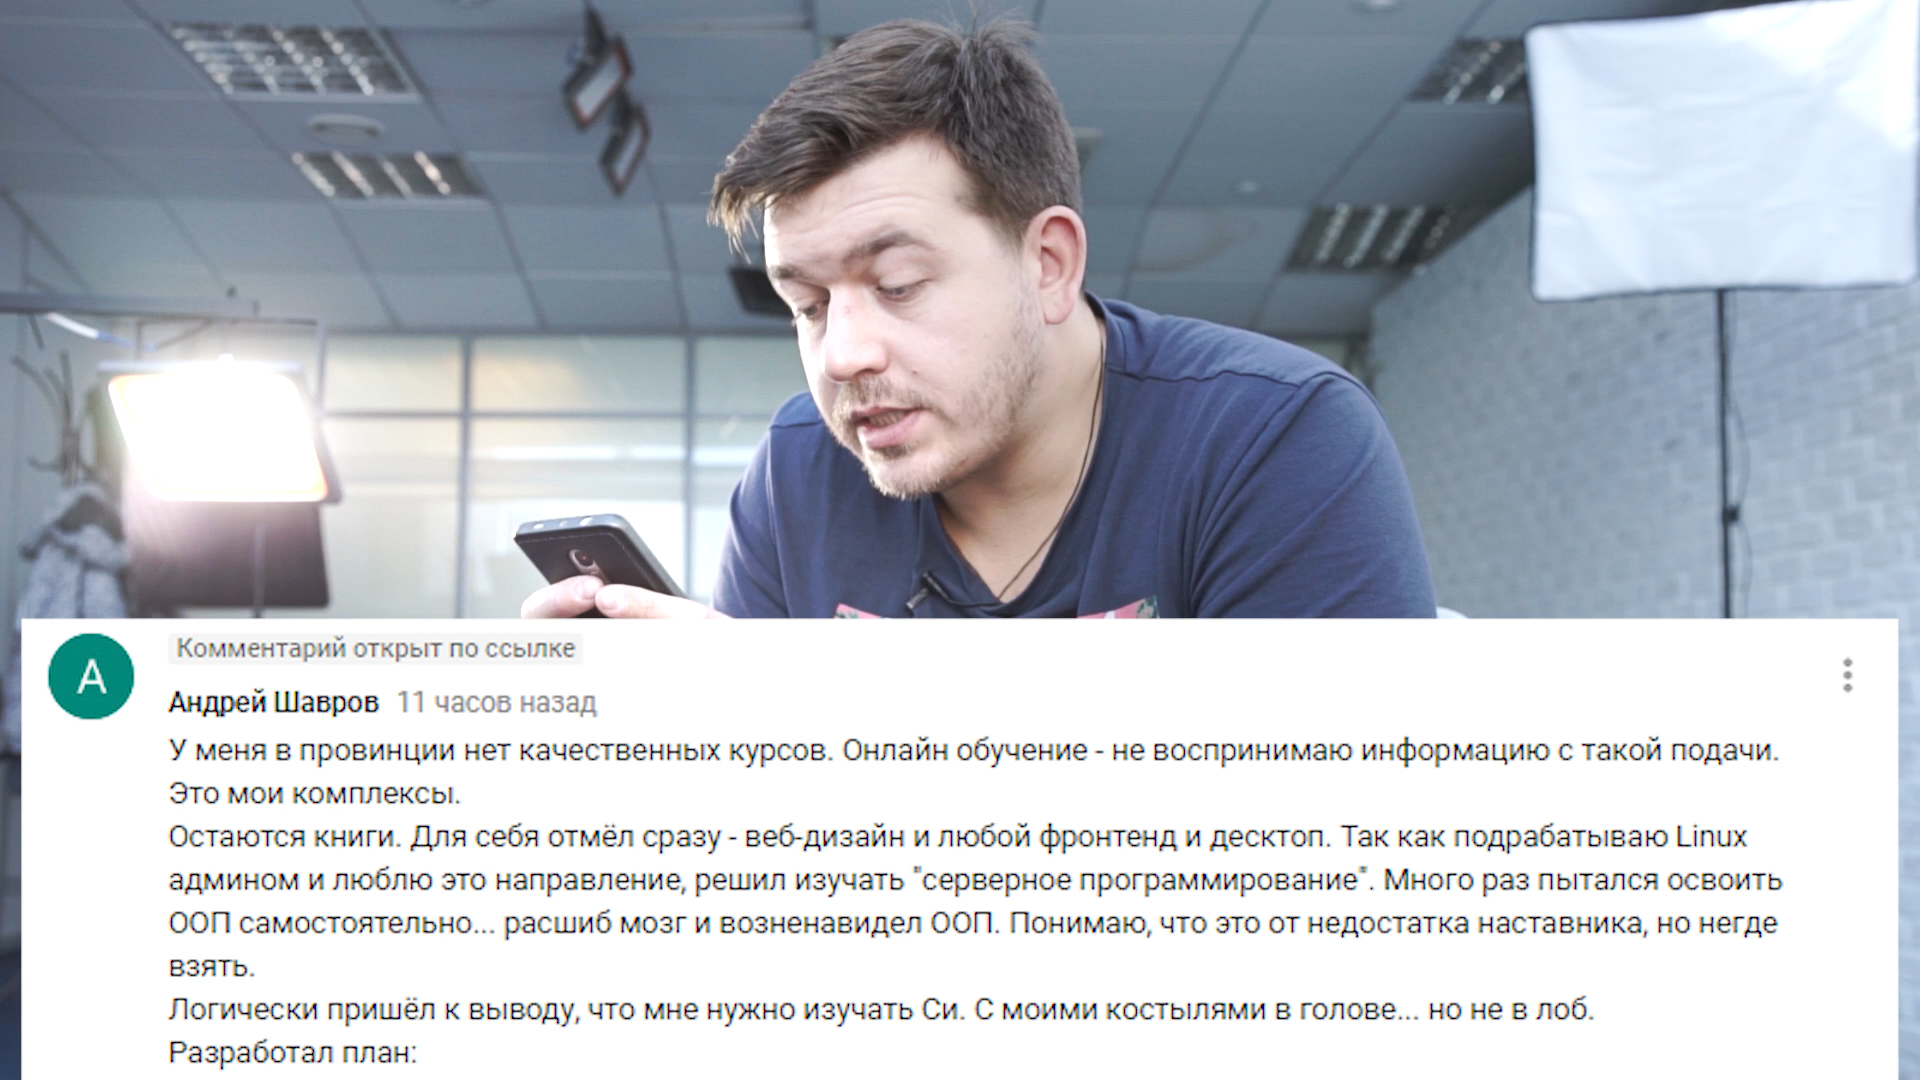 Комментарий открыт по ссылке
А
Андрей Шавров 11 часов назад
У меня в провинции нет качественных курсов. Онлайн обучение - не воспринимаю информацию с такой подачи.
Это мои комплексы.
Остаются книги. Для себя отмёл сразу - веб-дизайн и любой фронтенд и десктоп. Так как подрабатываю Linux
админом и люблю это направление, решил изучать "серверное программирование". Много раз пытался освоить
ООП самостоятельно... расшиб мозг и возненавидел ООП. Понимаю, что это от недостатка наставника, но негде
взять.
Логически пришёл к выводу, что мне нужно изучать Си. С моими костылями в голове... но не в лоб.
Разработал план: